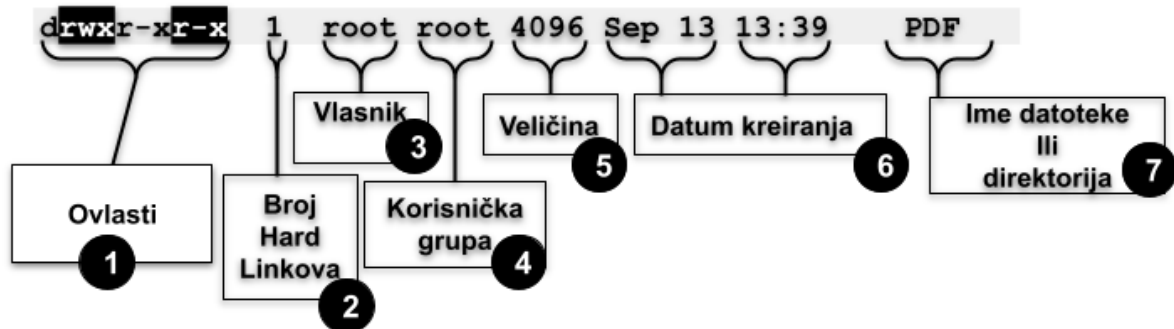 drwxr-xr-x 1 root root 4096 Sep 13 13:39 PDF
Ovlasti
1
Broj
Hard
Linkova
2
Vlasnik
3
Korisnička
grupa
4
Veličina
5
Datum kreiranja
6
Ime datoteke
Ili
direktorija
7